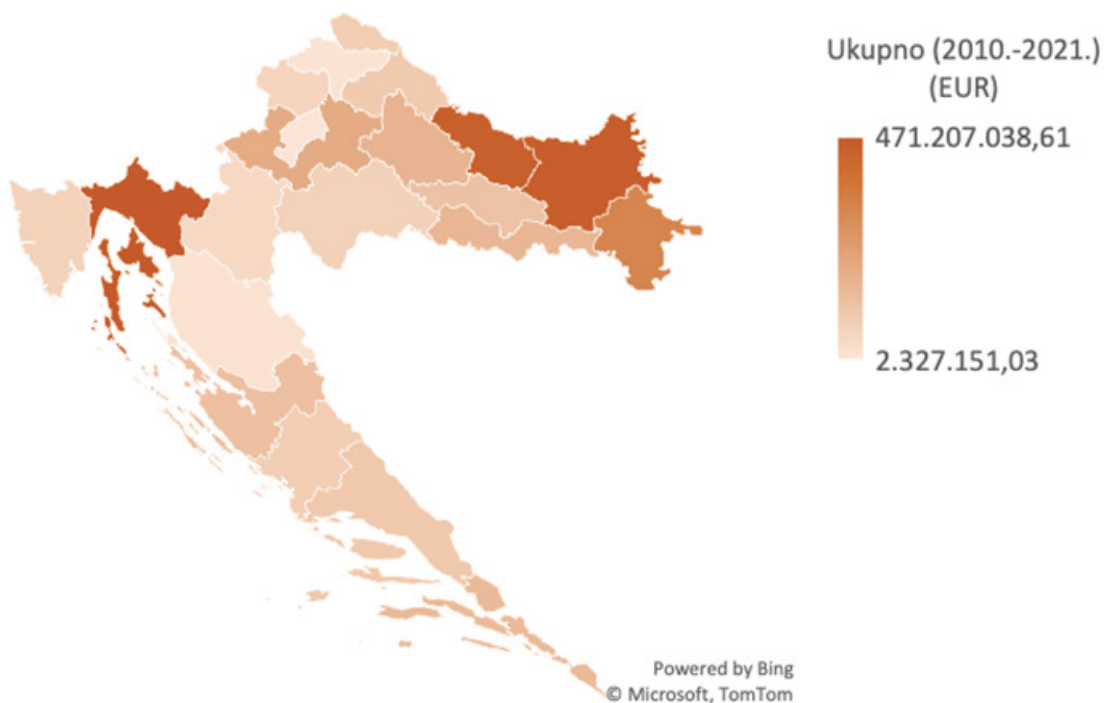 Ukupno (2010.-2021.)
(EUR)
471.207.038,61
2.327.151,03
Powered by Bing
© Microsoft, TomTom